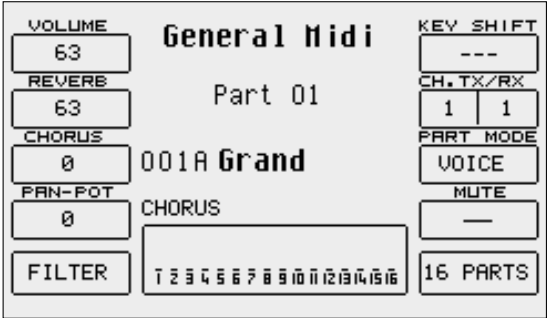 VOLUME
63
General Midi
KEY SHIFT
---
REVERB
63
Part 01
CH.TX/RX
1 1
CHORUS
0
001A Grand
PART MODE
VOICE
PAN-POT
0
CHORUS
MUTE
—
FILTER
1 2 3 4 5 6 7 8 9 10 11 12 13 14 15 16
16 PARTS